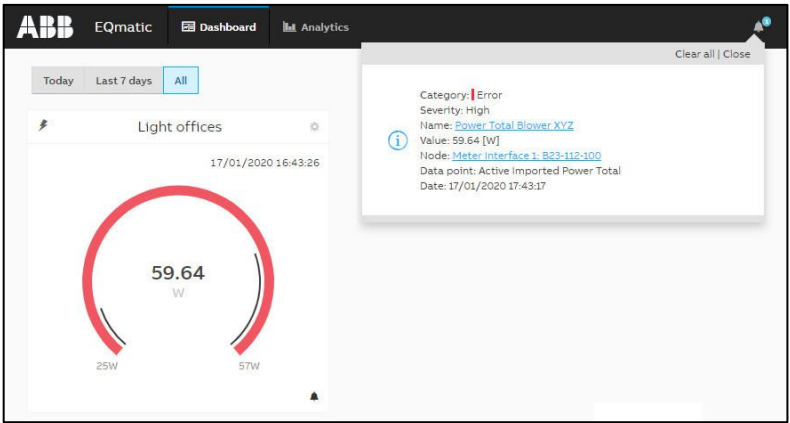 ABB EQmatic Dashboard Analytics 1
Clear all | Close
Today Last 7 days All
Category: Error
Severity: High
Name: Power Total Blower XYZ
Value: 59.64 [W]
Node: Meter Interface 1: B23-112-100
Data point: Active Imported Power Total
Date: 17/01/2020 17:43:17
Light offices
17/01/2020 16:43:26
59.64
W
25W 57W